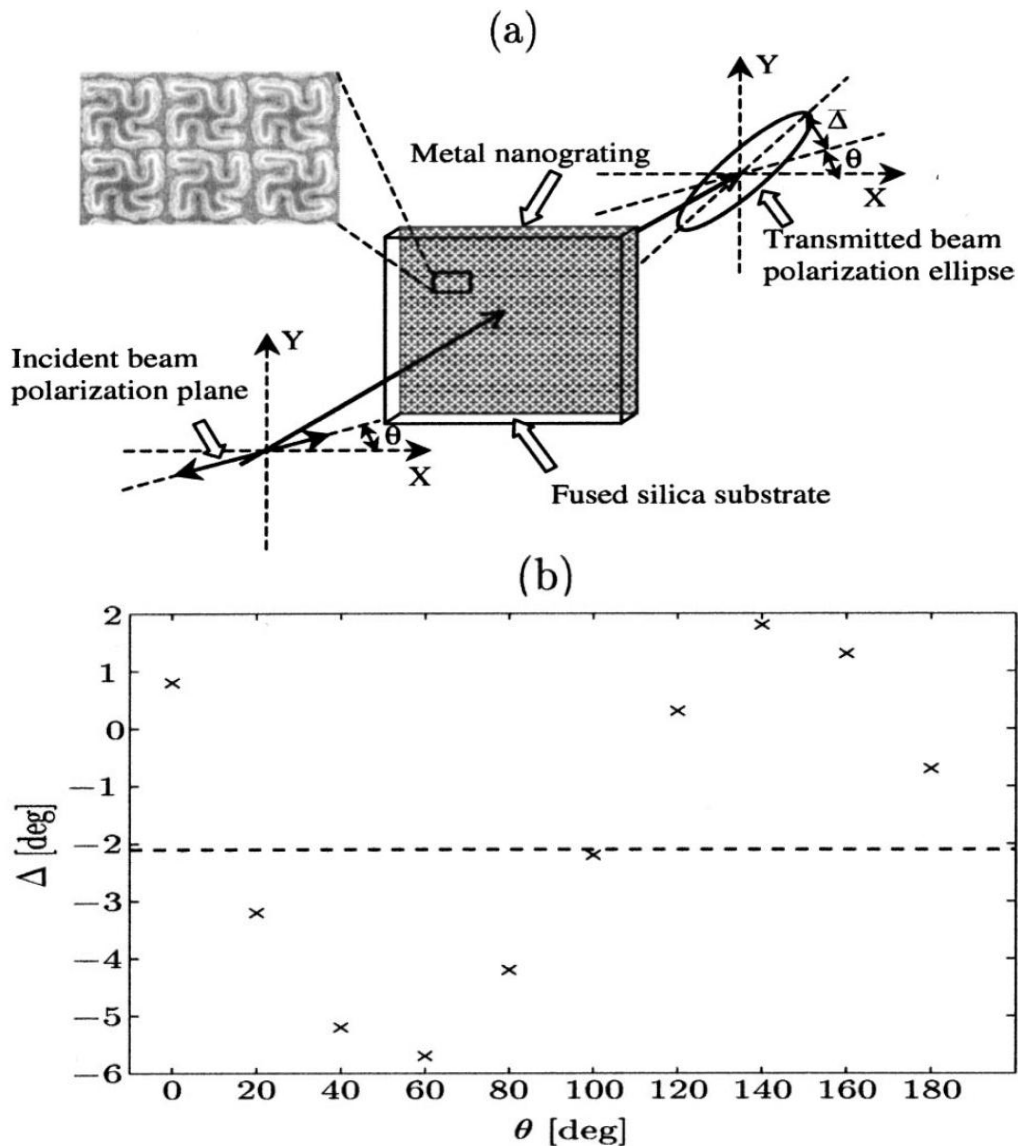 (a)
Y
Δ̅
θ
X
Metal nanograting
Transmitted beam
polarization ellipse
Incident beam
polarization plane
Y
θ
X
Fused silica substrate
(b)
2
1
0
−1
−2
−3
−4
−5
−6
Δ [deg]
0 20 40 60 80 100 120 140 160 180
θ [deg]